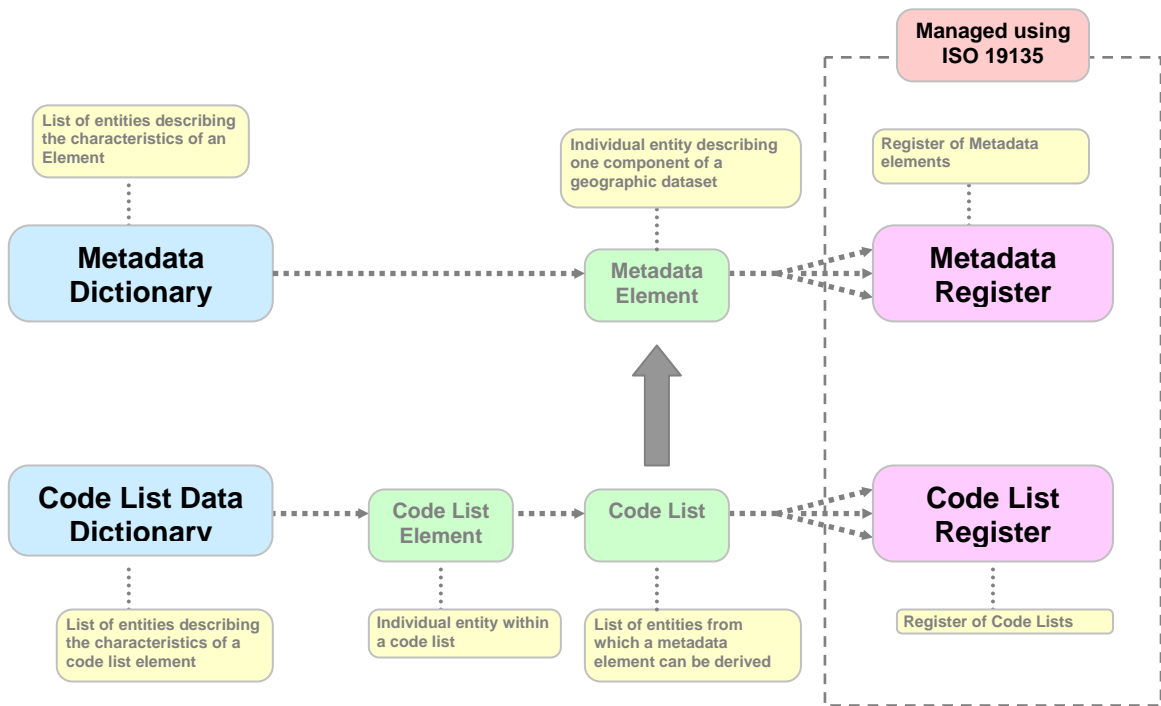 Managed using
ISO 19135
List of entities describing
the characteristics of an
Element
Individual entity describing
one component of a
geographic dataset
Register of Metadata
elements
Metadata
Dictionary
Metadata
Element
Metadata
Register
Code List Data
Dictionary
Code List
Element
Code List
Code List
Register
List of entities describing
the characteristics of a
code list element
Individual entity within
a code list
List of entities from
which a metadata
element can be derived
Register of Code Lists